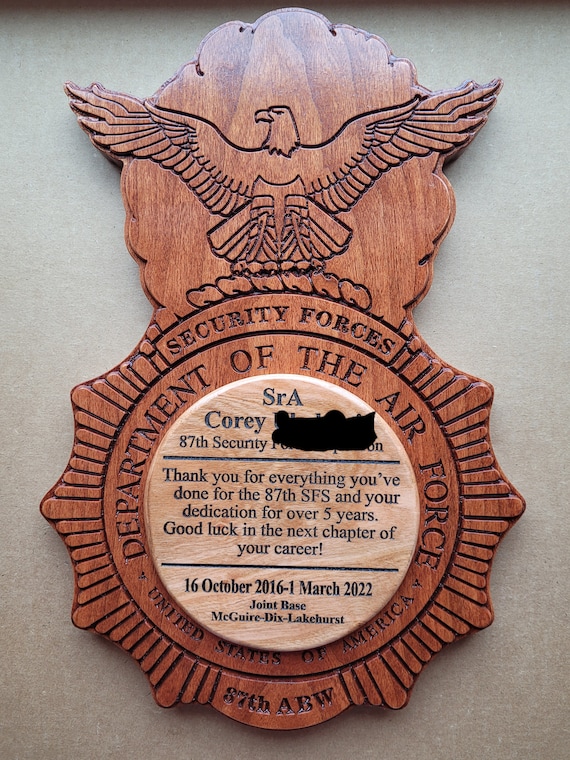 SECURITY FORCES
DEPARTMENT OF THE AIR FORCE
SrA
Corey
87th Security
Thank you for everything you've
done for the 87th SFS and your
dedication for over 5 years.
Good luck in the next chapter of
your career!
16 October 2016-1 March 2022
Joint Base
McGuire-Dix-Lakehurst
UNITED STATES OF AMERICA
87th ABW